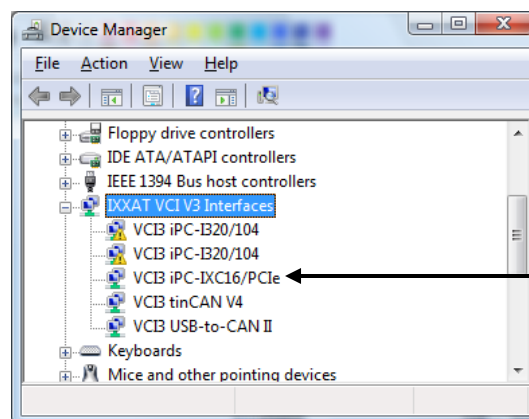 Device Manager
File Action View Help
Floppy drive controllers
IDE ATA/ATAPI controllers
IEEE 1394 Bus host controllers
IXXAT VCI V3 Interfaces
VCI3 iPC-I320/104
VCI3 iPC-I320/104
VCI3 iPC-IXC16/PCIe
VCI3 tinCAN V4
VCI3 USB-to-CAN II
Keyboards
Mice and other pointing devices